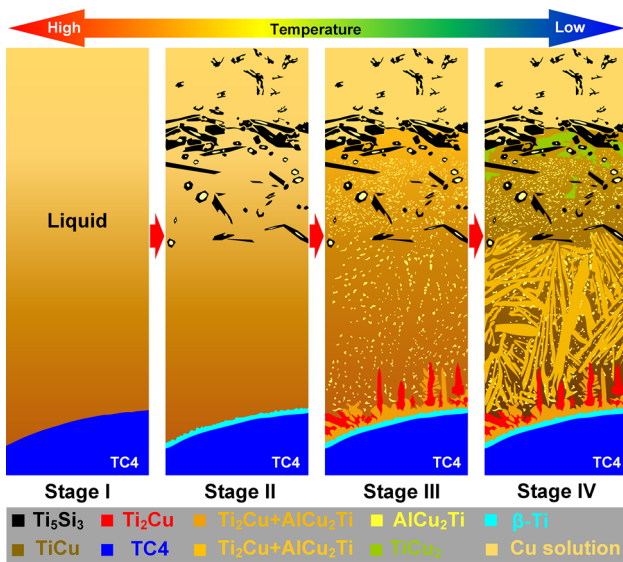 High Temperature Low
Liquid
TC4 TC4 TC4 TC4
Stage I Stage II Stage III Stage IV
Ti₅Si₃ Ti₂Cu Ti₂Cu+AlCu₂Ti AlCu₂Ti β-Ti
TiCu TC4 Ti₂Cu+AlCu₂Ti TiCu₂ Cu solution